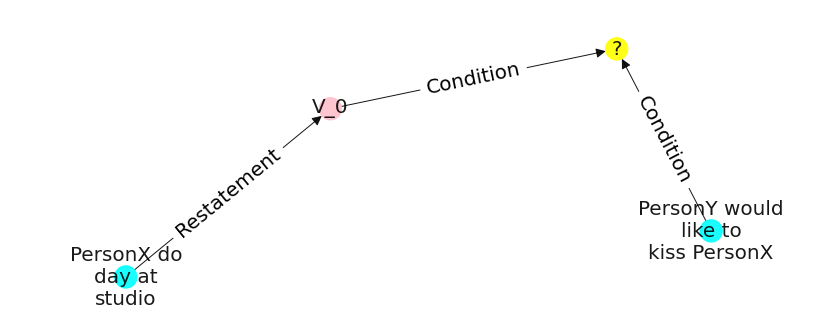 ?
Condition
V_0
Condition
Restatement
PersonY would
like to
kiss PersonX
PersonX do
day at
studio